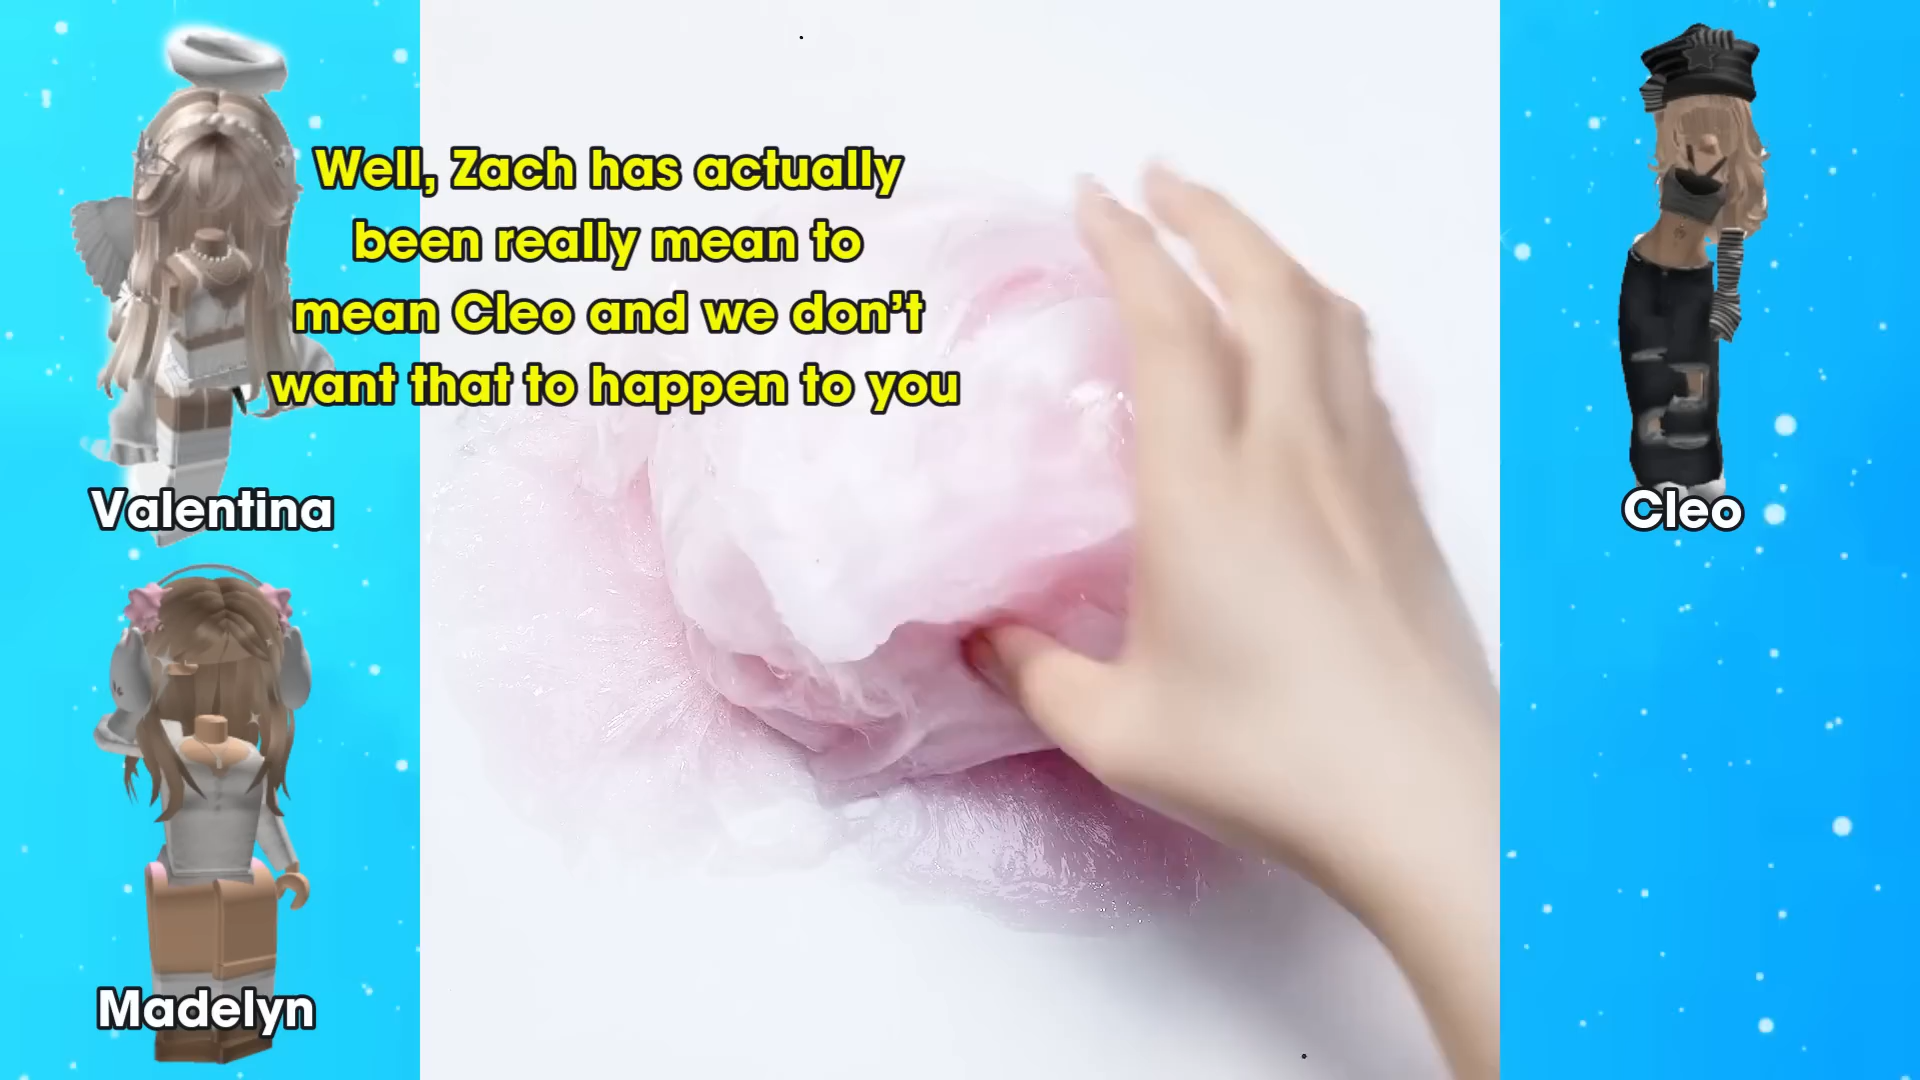 Well, Zach has actually
been really mean to
mean Cleo and we don't
want that to happen to you
Valentina
Cleo
Madelyn